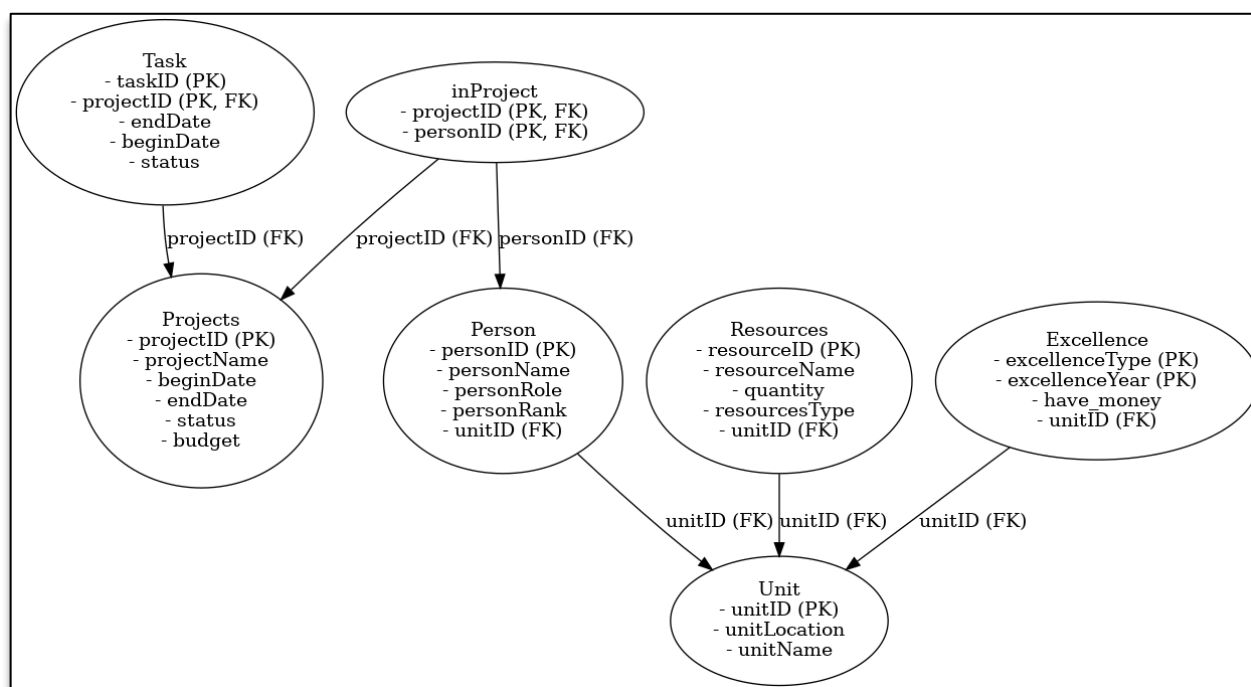 Task
- taskID (PK)
- projectID (PK, FK)
- endDate
- beginDate
- status
inProject
- projectID (PK, FK)
- personID (PK, FK)
projectID (FK)
projectID (FK)
personID (FK)
Projects
- projectID (PK)
- projectName
- beginDate
- endDate
- status
- budget
Person
- personID (PK)
- personName
- personRole
- personRank
- unitID (FK)
Resources
- resourceID (PK)
- resourceName
- quantity
- resourcesType
- unitID (FK)
Excellence
- excellenceType (PK)
- excellenceYear (PK)
- have_money
- unitID (FK)
unitID (FK)
unitID (FK)
unitID (FK)
Unit
- unitID (PK)
- unitLocation
- unitName